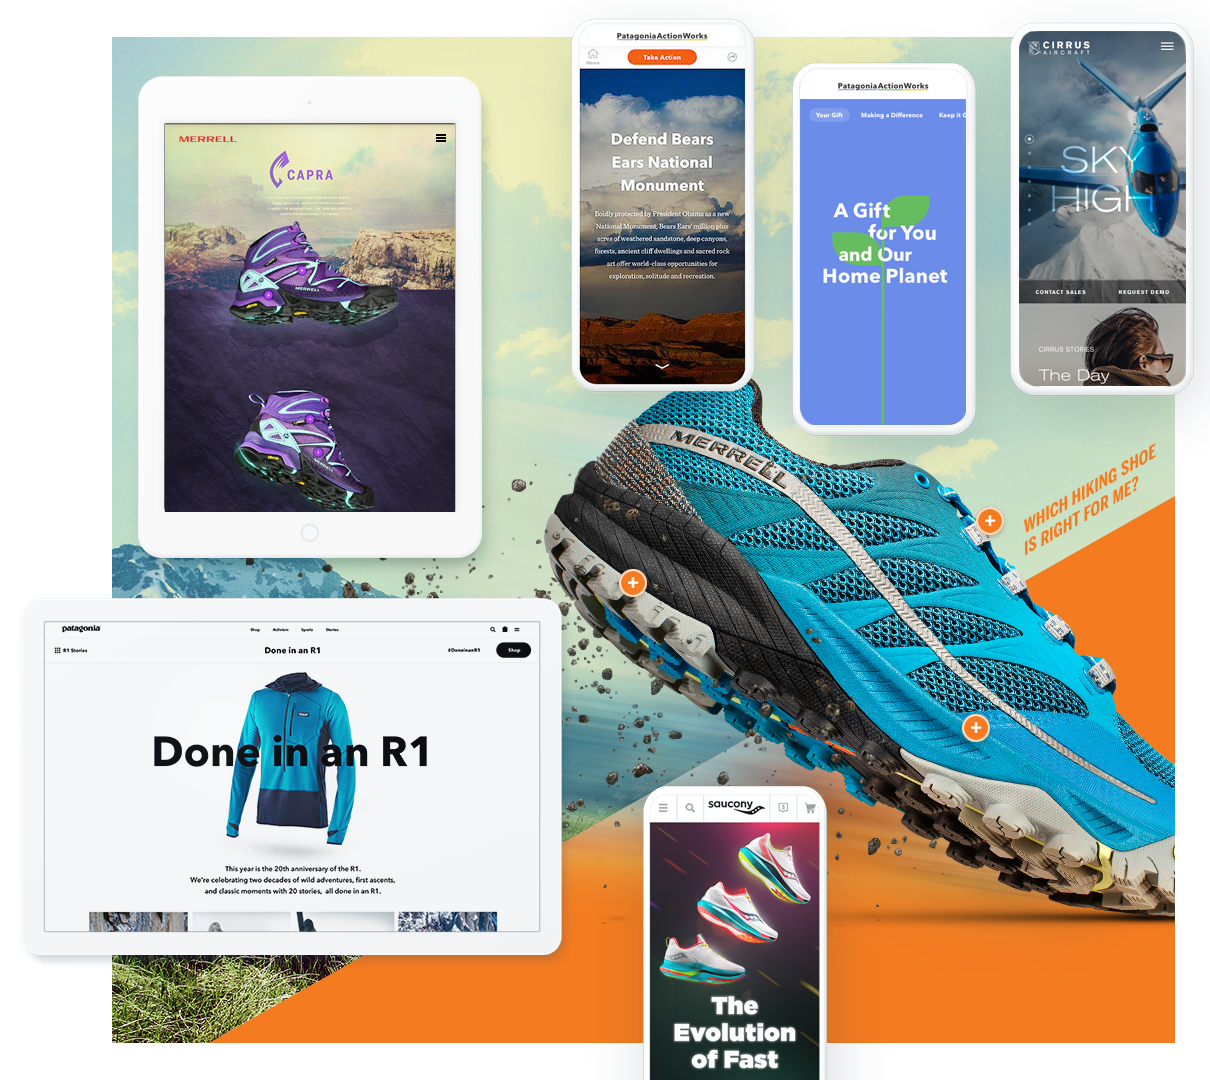 MERRELL
CAPRA
MERRELL
PatagoniaActionWorks
Home
Take Action
Defend Bears
Ears National
Monument
Boldly protected by President Obama as a new
National Monument, Bears Ears' million plus
acres of weathered sandstone, deep canyons,
forests, ancient cliff dwellings and sacred rock
art offer world-class opportunities for
exploration, solitude and recreation.
PatagoniaActionWorks
Your Gift
Making a Difference
Keep it G
A Gift
for You
and Our
Home Planet
CIRRUS
AIRCRAFT
SKY
HIGH
CONTACT SALES
REQUEST DEMO
CIRRUS STORIES
The Day
MERRELL
WHICH HIKING SHOE
IS RIGHT FOR ME?
patagonia
Shop
Activism
Sports
Stories
R1 Stories
Done in an R1
#DoneinanR1
Shop
Done in an R1
This year is the 20th anniversary of the R1.
We're celebrating two decades of wild adventures, first ascents,
and classic moments with 20 stories, all done in an R1.
saucony
The
Evolution
of Fast